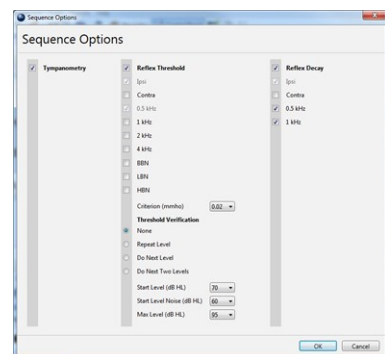 Sequence Options
Sequence Options
Tympanometry
Reflex Threshold
Ipsi
Contra
0.5 kHz
1 kHz
2 kHz
4 kHz
BBN
LBN
HBN
Criterion (mmho) 0.02
Threshold Verification
None
Repeat Level
Do Next Level
Do Next Two Levels
Start Level (dB HL) 70
Start Level Noise (dB HL) 60
Max Level (dB HL) 95
Reflex Decay
Ipsi
Contra
0.5 kHz
1 kHz
OK Cancel